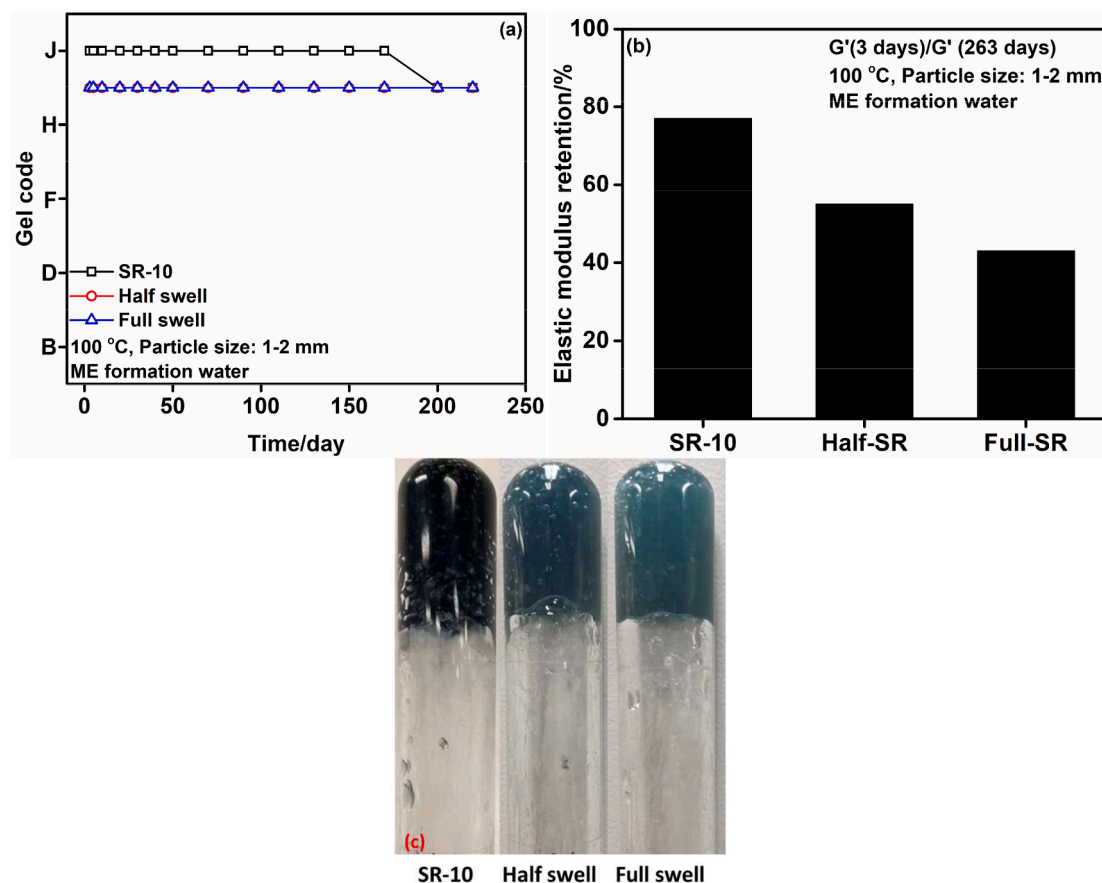 (a)
J
H
F
D
B
Gel code
SR-10
Half swell
Full swell
100 °C, Particle size: 1-2 mm
ME formation water
0
50
100
150
200
250
Time/day
(b)
G'(3 days)/G' (263 days)
100 °C, Particle size: 1-2 mm
ME formation water
100
80
60
40
20
0
Elastic modulus retention/%
SR-10
Half-SR
Full-SR
(c)
SR-10
Half swell
Full swell